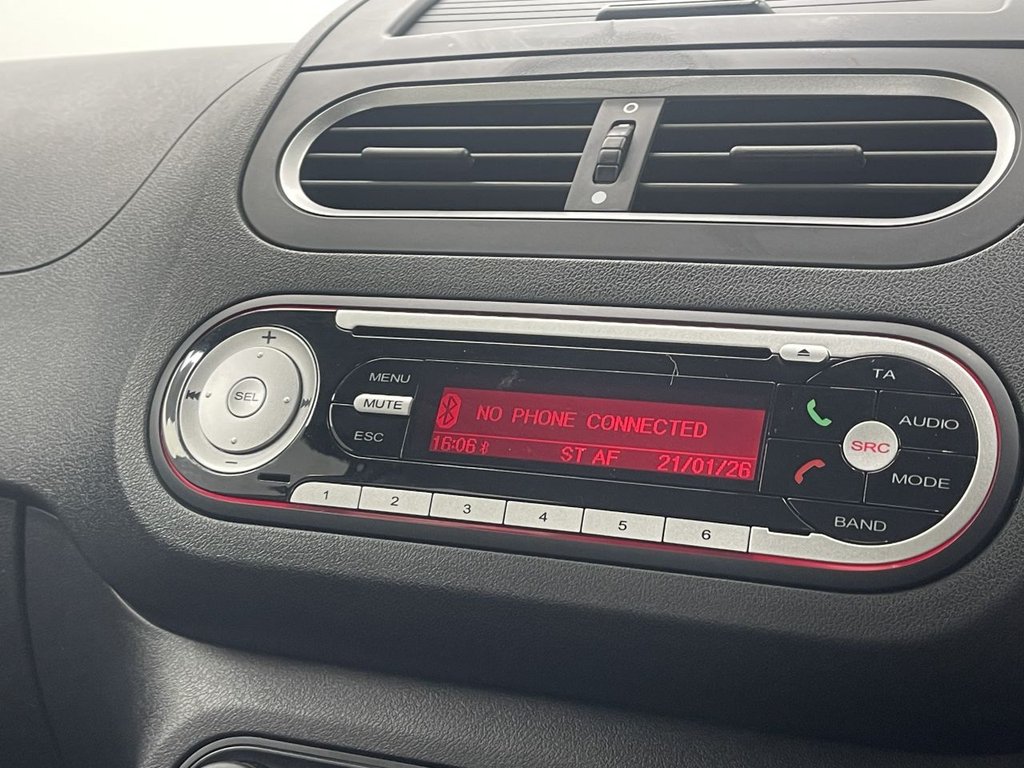 +
SEL
−
MENU
MUTE
ESC
NO PHONE CONNECTED
16:06 ST AF 21/01/26
1 2 3 4 5 6
TA
AUDIO
SRC
MODE
BAND